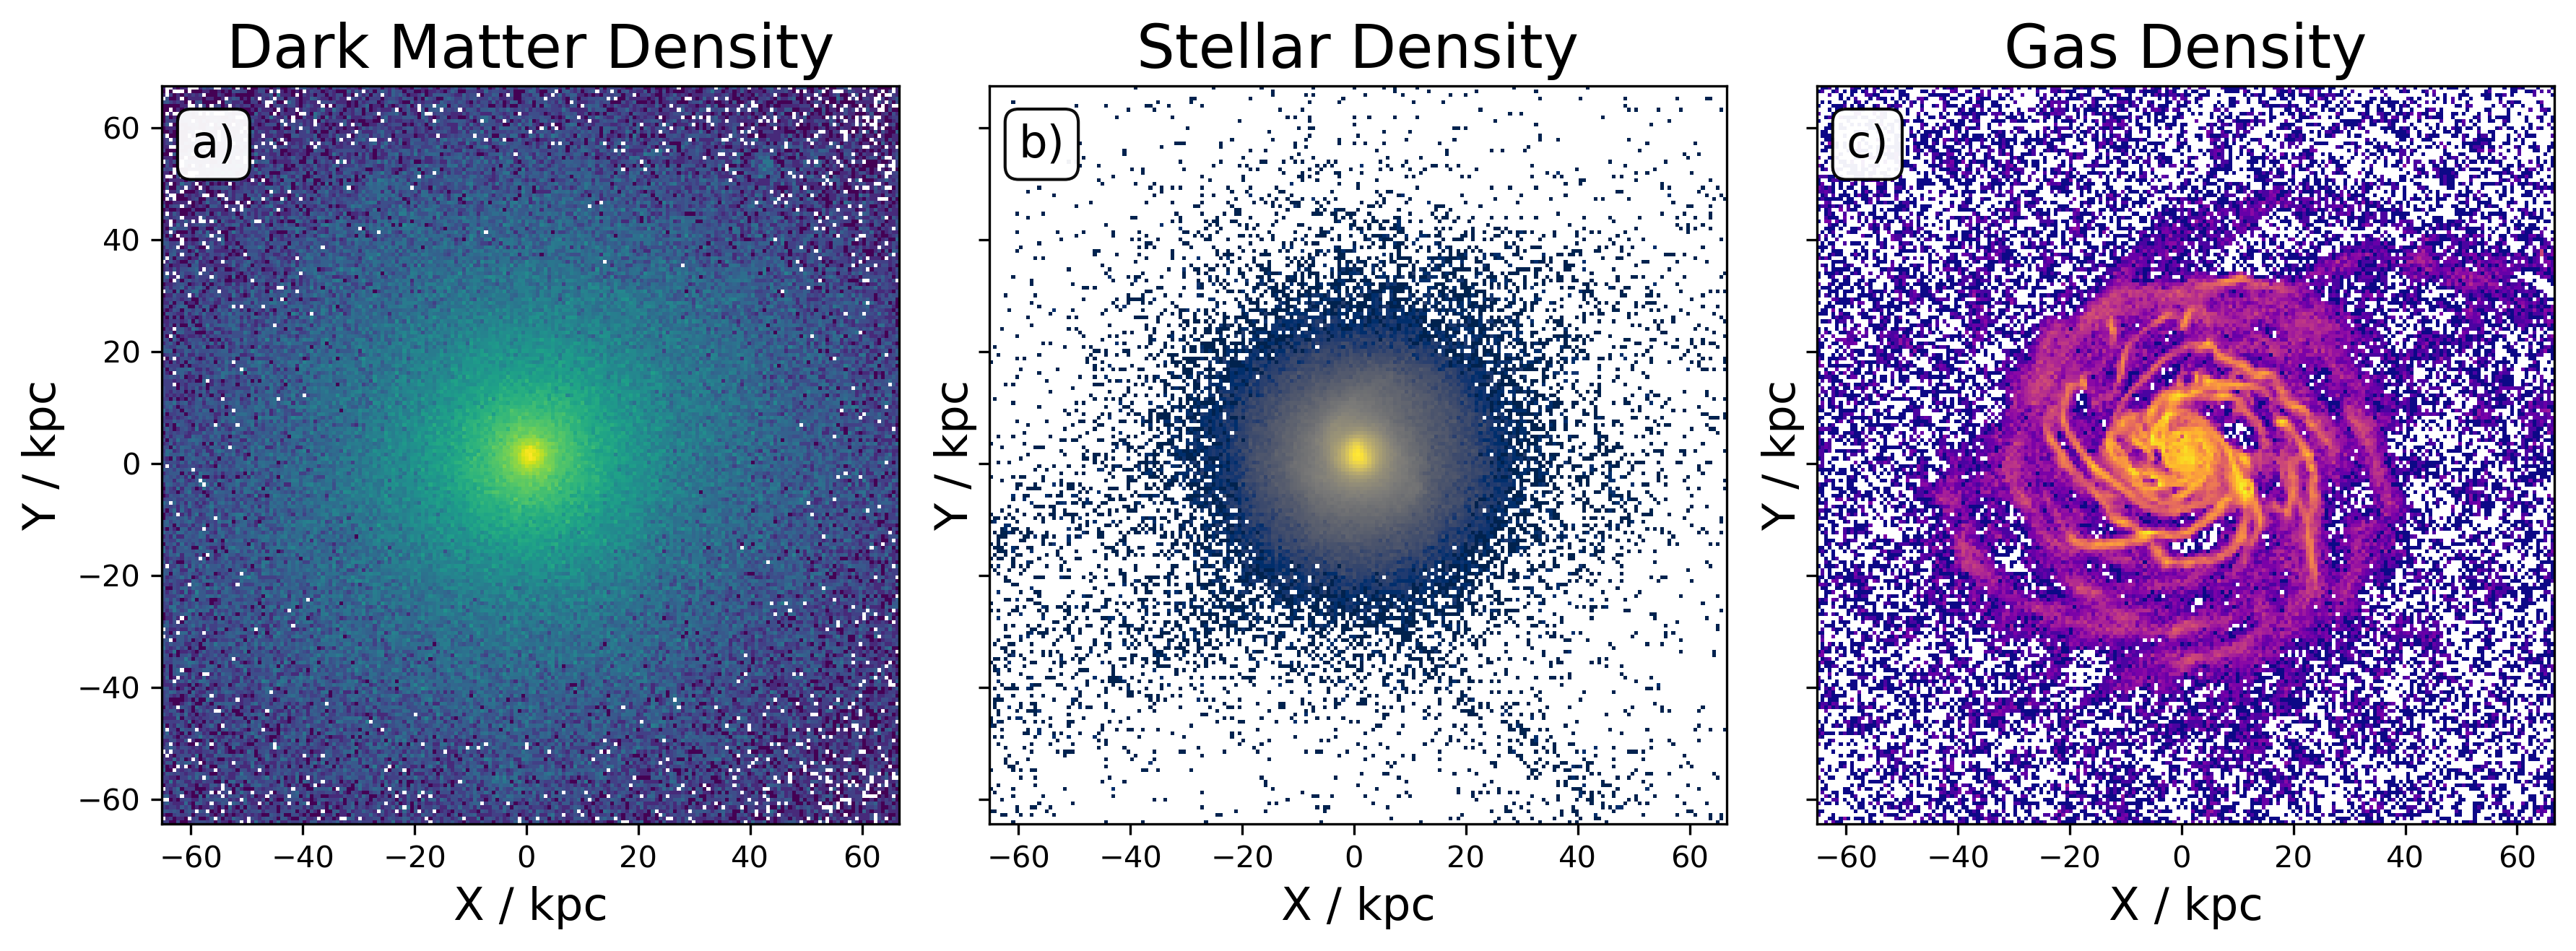 Dark Matter Density
Stellar Density
Gas Density
a)
b)
c)
60
40
20
0
−20
−40
−60
Y / kpc
Y / kpc
Y / kpc
−60 −40 −20 0 20 40 60
−60 −40 −20 0 20 40 60
−60 −40 −20 0 20 40 60
X / kpc
X / kpc
X / kpc